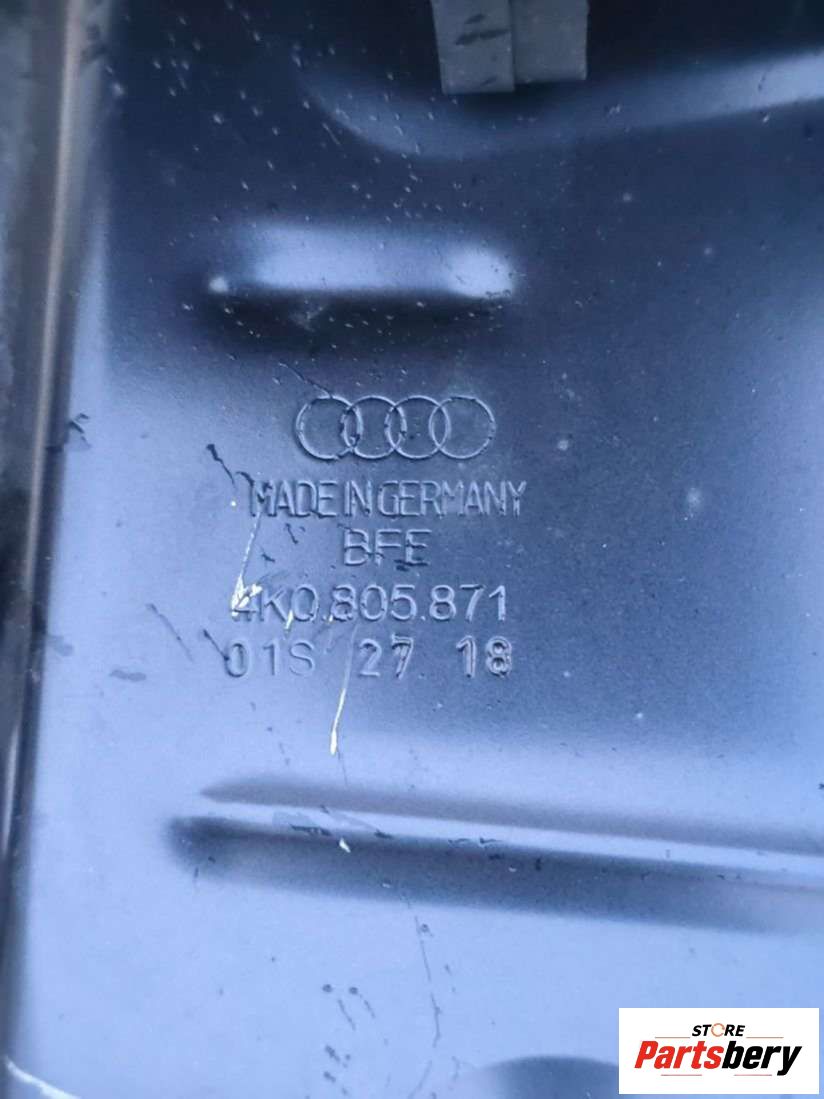 MADE IN GERMANY
BFE
4K0.805.871
01S 27 18
STORE
Partsbery